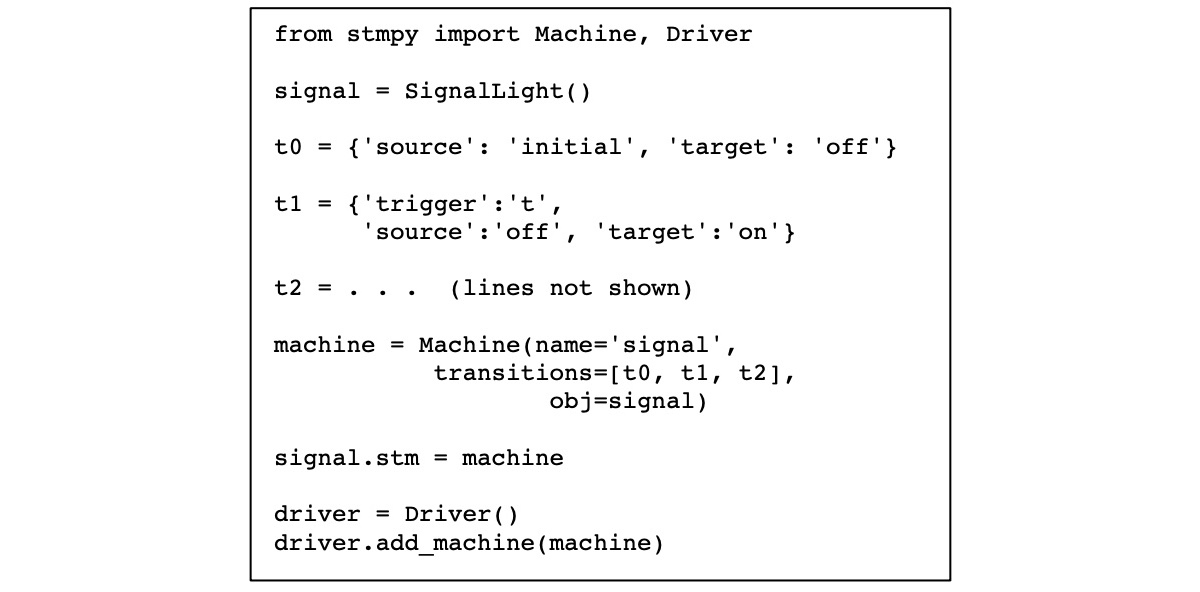 from stmpy import Machine, Driver
signal = SignalLight()
t0 = {'source': 'initial', 'target': 'off'}
t1 = {'trigger':'t',
'source':'off', 'target':'on'}
t2 = . . . (lines not shown)
machine = Machine(name='signal',
transitions=[t0, t1, t2],
obj=signal)
signal.stm = machine
driver = Driver()
driver.add_machine(machine)